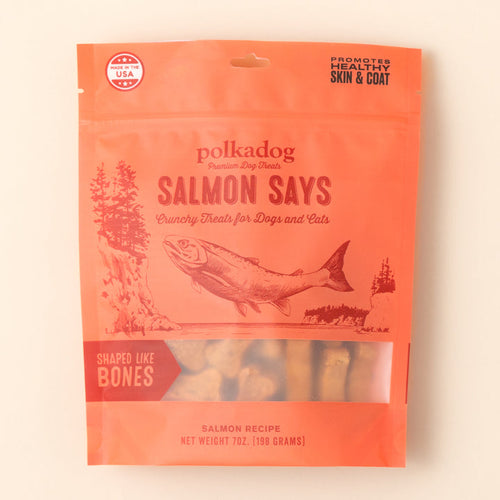 MADE IN THE
USA
PROMOTES
HEALTHY
SKIN & COAT
polkadog
Premium Dog Treats
SALMON SAYS
Crunchy Treats for Dogs and Cats
SHAPED LIKE
BONES
SALMON RECIPE
NET WEIGHT 7OZ. (198 GRAMS)